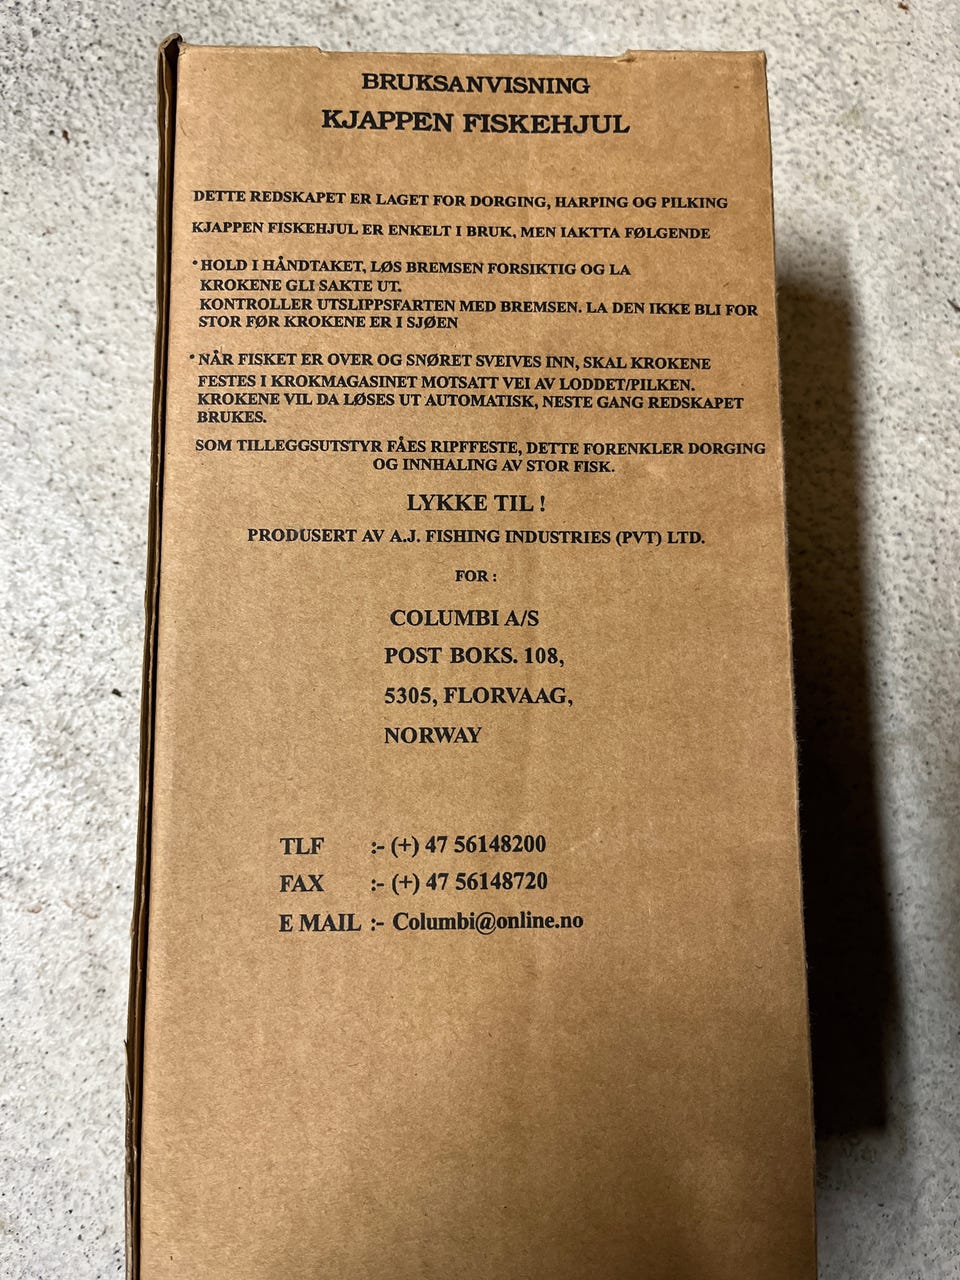 BRUKSANVISNING
KJAPPEN FISKEHJUL
DETTE REDSKAPET ER LAGET FOR DORGING, HARPING OG PILKING
KJAPPEN FISKEHJUL ER ENKELT I BRUK, MEN IAKTTA FØLGENDE
• HOLD I HÅNDTAKET, LØS BREMSEN FORSIKTIG OG LA
KROKENE GLI SAKTE UT.
KONTROLLER UTSLIPPSFARTEN MED BREMSEN. LA DEN IKKE BLI FOR
STOR FØR KROKENE ER I SJØEN
• NÅR FISKET ER OVER OG SNØRET SVEIVES INN, SKAL KROKENE
FESTES I KROKMAGASINET MOTSATT VEI AV LODDET/PILKEN.
KROKENE VIL DA LØSES UT AUTOMATISK, NESTE GANG REDSKAPET
BRUKES.
SOM TILLEGGSUTSTYR FÅES RIPFFESTE, DETTE FORENKLER DORGING
OG INNHALING AV STOR FISK.
LYKKE TIL !
PRODUSERT AV A.J. FISHING INDUSTRIES (PVT) LTD.
FOR :
COLUMBI A/S
POST BOKS. 108,
5305, FLORVAAG,
NORWAY
TLF :- (+) 47 56148200
FAX :- (+) 47 56148720
E MAIL :- Columbi@online.no